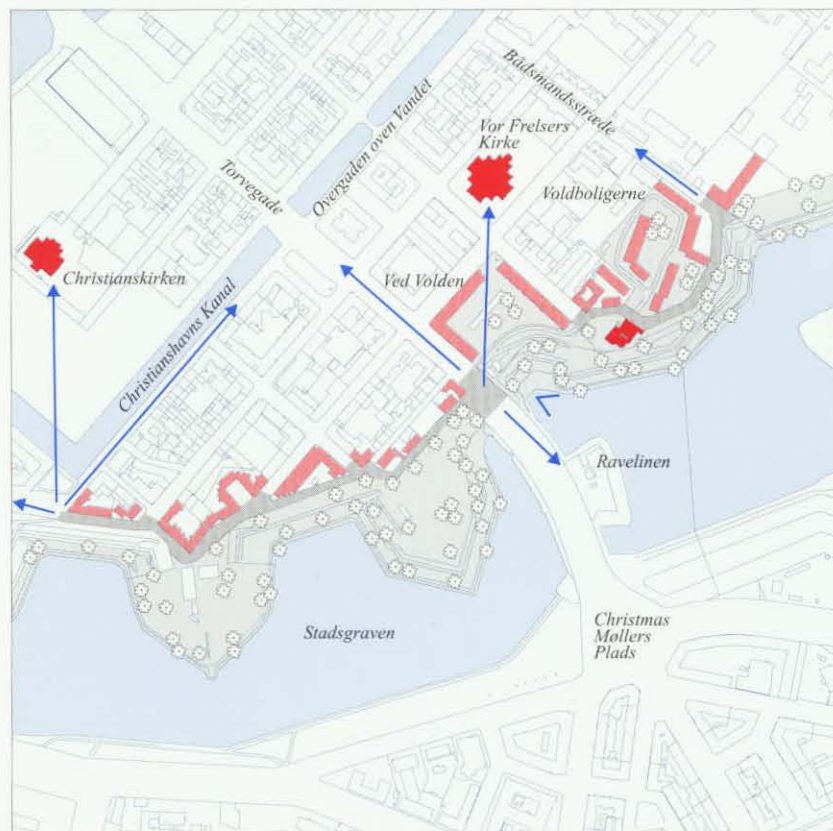 Bådsmandsstræde
Overgaden oven Vandet
Vor Frelsers
Kirke
Torvegade
Voldboligerne
Christianskirken
Ved Volden
Christianshavns Kanal
Ravelinen
Stadsgraven
Christmas
Møllers
Plads